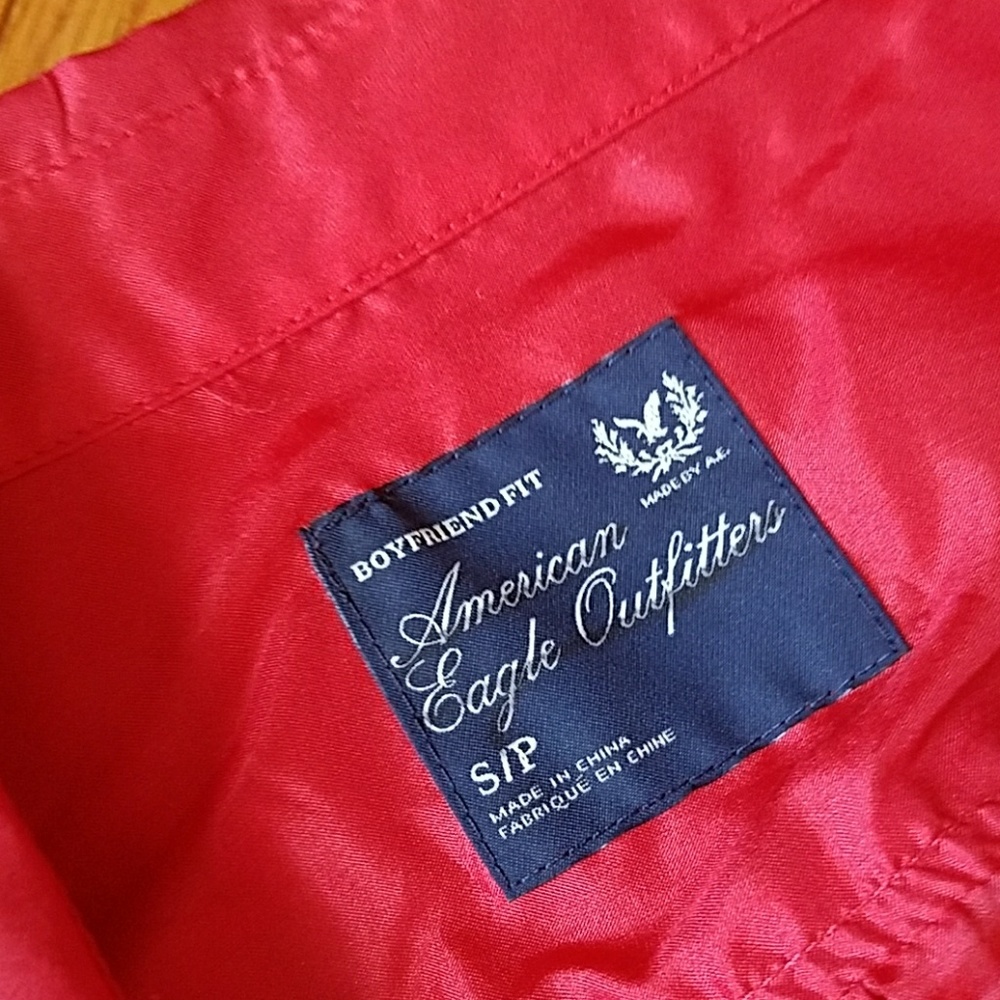 BOYFRIEND FIT
MADE BY A.E.
American
Eagle Outfitters
S/P
MADE IN CHINA
FABRIQUÉ EN CHINE